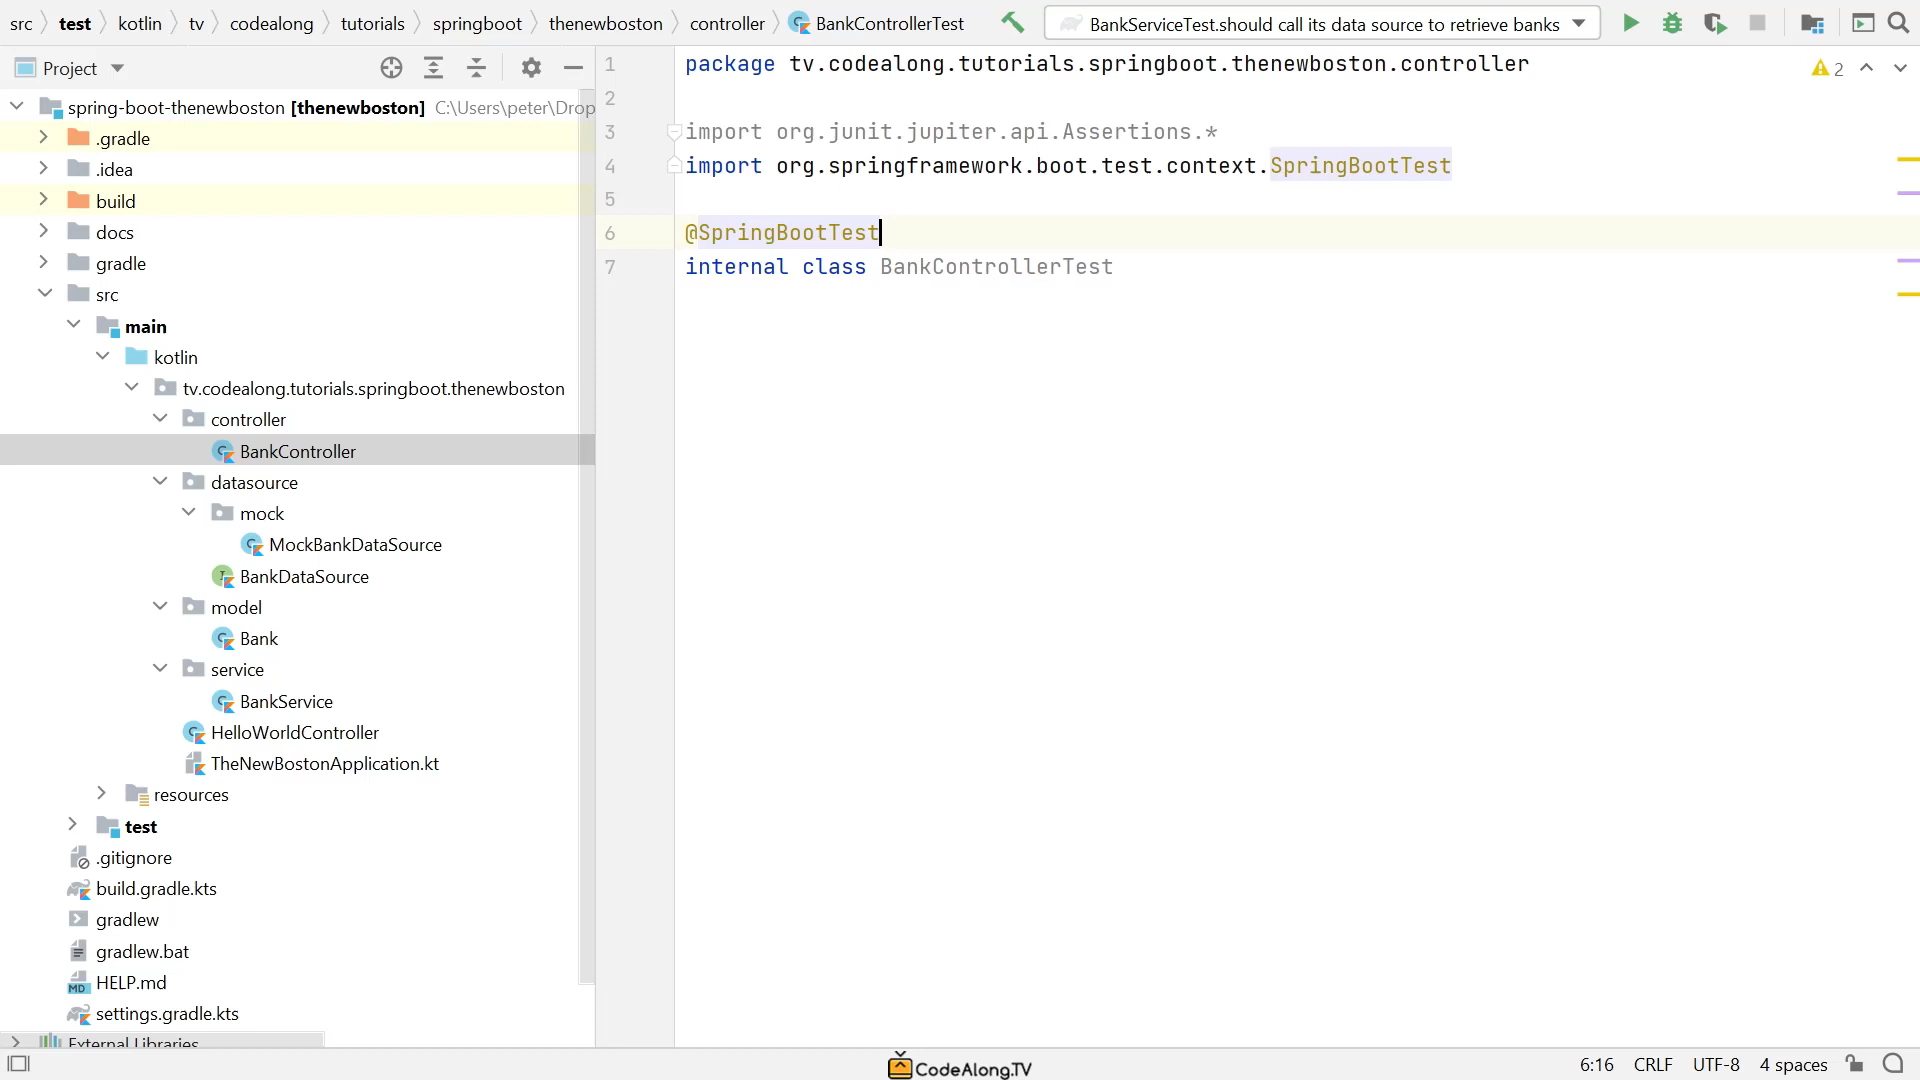 src test kotlin tv codealong tutorials springboot thenewboston controller BankControllerTest BankServiceTest.should call its data source to retrieve banks
Project
spring-boot-thenewboston [thenewboston] C:\Users\peter\Drop
.gradle
.idea
build
docs
gradle
src
main
kotlin
tv.codealong.tutorials.springboot.thenewboston
controller
BankController
datasource
mock
MockBankDataSource
BankDataSource
model
Bank
service
BankService
HelloWorldController
TheNewBostonApplication.kt
resources
test
.gitignore
build.gradle.kts
gradlew
gradlew.bat
MD HELP.md
settings.gradle.kts
External Libraries
1 package tv.codealong.tutorials.springboot.thenewboston.controller
2
3 import org.junit.jupiter.api.Assertions.*
4 import org.springframework.boot.test.context.SpringBootTest
5
6 @SpringBootTest
7 internal class BankControllerTest
2
CodeAlong.TV
6:16 CRLF UTF-8 4 spaces